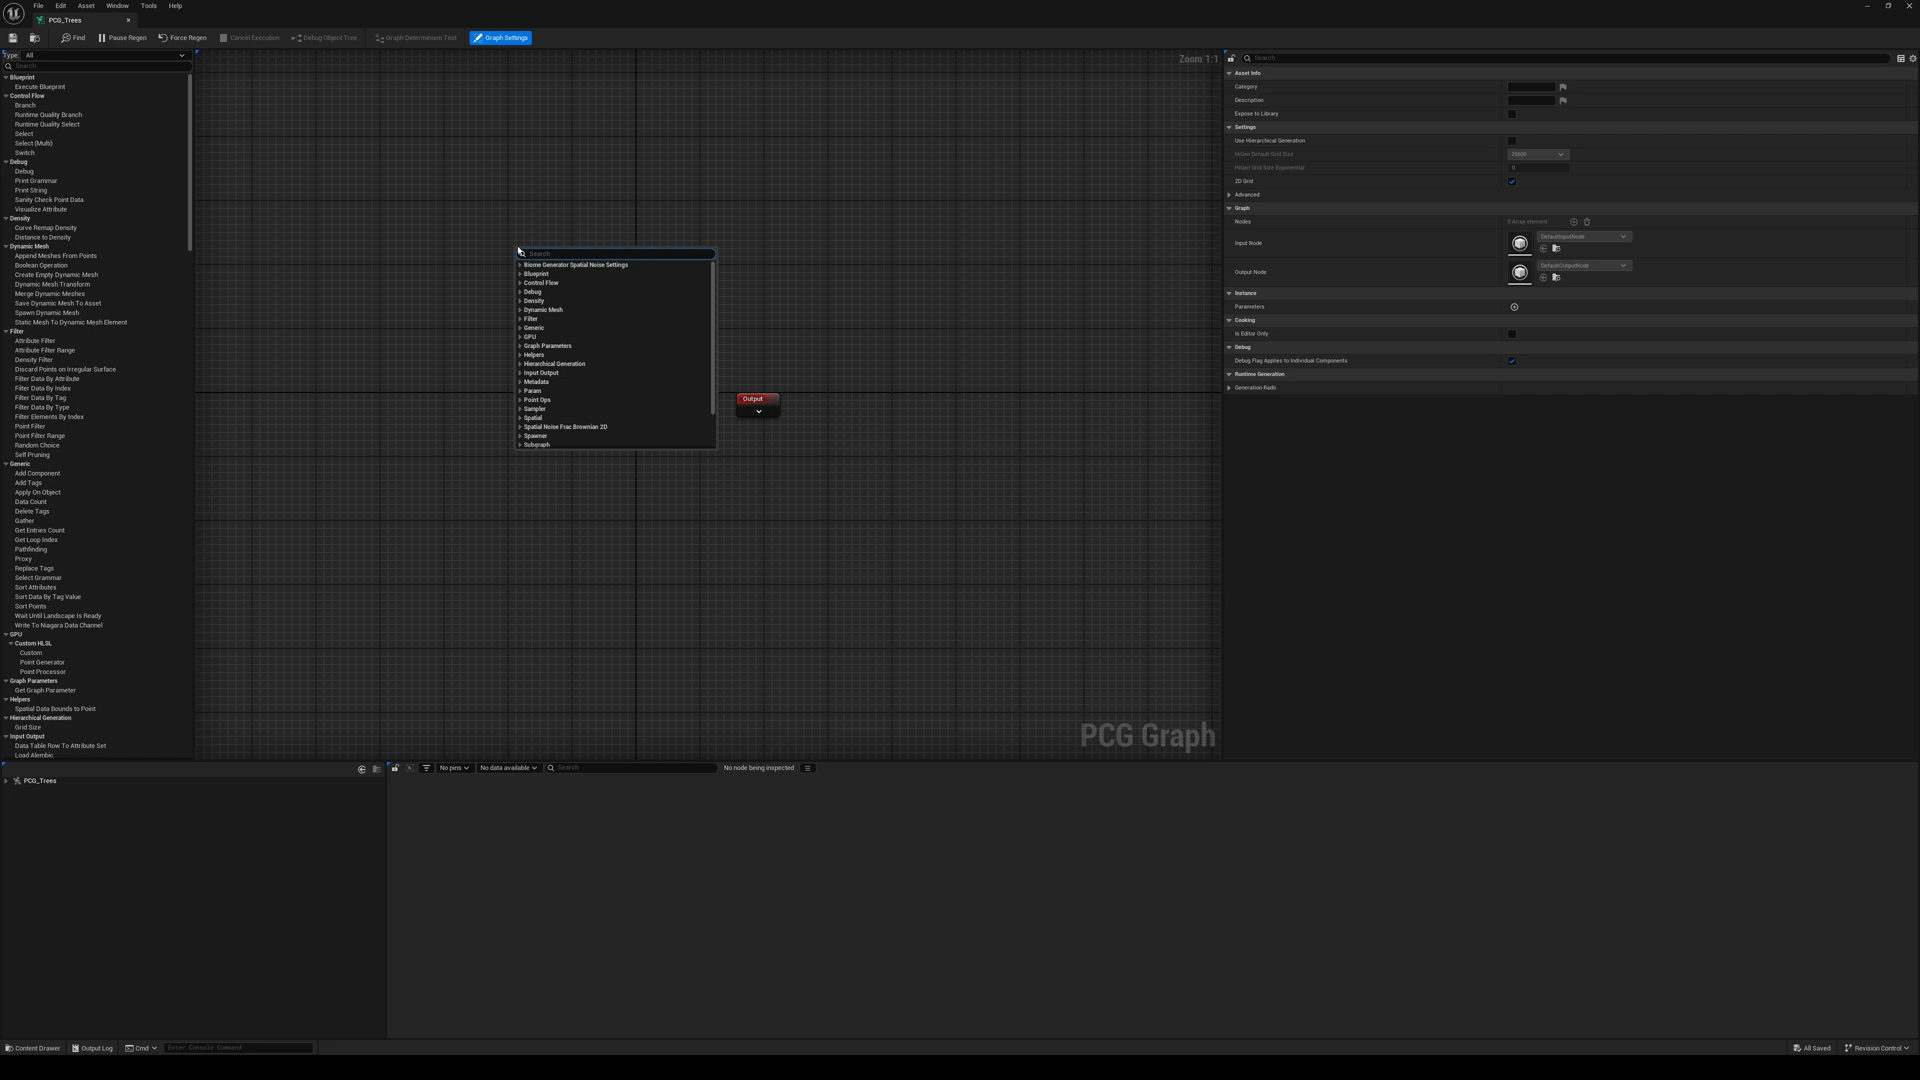 File Edit Asset Window Tools Help
PCG_Trees
Find Pause Regen Force Regen Cancel Execution Debug Object Tree Graph Determinism Test Graph Settings
Type: All
Search
Blueprint
Execute Blueprint
Control Flow
Branch
Runtime Quality Branch
Runtime Quality Select
Select
Select (Multi)
Switch
Debug
Debug
Print Grammar
Print String
Sanity Check Point Data
Visualize Attribute
Density
Curve Remap Density
Distance to Density
Dynamic Mesh
Append Meshes From Points
Boolean Operation
Create Empty Dynamic Mesh
Dynamic Mesh Transform
Merge Dynamic Meshes
Save Dynamic Mesh To Asset
Spawn Dynamic Mesh
Static Mesh To Dynamic Mesh Element
Filter
Attribute Filter
Attribute Filter Range
Density Filter
Discard Points on Irregular Surface
Filter Data By Attribute
Filter Data By Index
Filter Data By Tag
Filter Data By Type
Filter Elements By Index
Point Filter
Point Filter Range
Random Choice
Self Pruning
Generic
Add Component
Add Tags
Apply On Object
Data Count
Delete Tags
Gather
Get Entries Count
Get Loop Index
Pathfinding
Proxy
Replace Tags
Select Grammar
Sort Attributes
Sort Data By Tag Value
Sort Points
Wait Until Landscape Is Ready
Write To Niagara Data Channel
GPU
Custom HLSL
Custom
Point Generator
Point Processor
Graph Parameters
Get Graph Parameter
Helpers
Spatial Data Bounds to Point
Hierarchical Generation
Grid Size
Input Output
Data Table Row To Attribute Set
Load Alembic
Zoom 1:1
Search
Biome Generator Spatial Noise Settings
Blueprint
Control Flow
Debug
Density
Dynamic Mesh
Filter
Generic
GPU
Graph Parameters
Helpers
Hierarchical Generation
Input Output
Metadata
Param
Point Ops
Sampler
Spatial
Spatial Noise Frac Brownian 2D
Spawner
Subgraph
Output
PCG Graph
Search
Asset Info
Category
Description
Expose to Library
Settings
Use Hierarchical Generation
HiGen Default Grid Size 25600
HiGen Grid Size Exponential 0
2D Grid
Advanced
Graph
Nodes 0 Array element
Input Node DefaultInputNode
Output Node DefaultOutputNode
Instance
Parameters
Cooking
Is Editor Only
Debug
Debug Flag Applies to Individual Components
Runtime Generation
Generation Radii
PCG_Trees
No pins No data available Search No node being inspected
Content Drawer Output Log Cmd Enter Console Command All Saved Revision Control